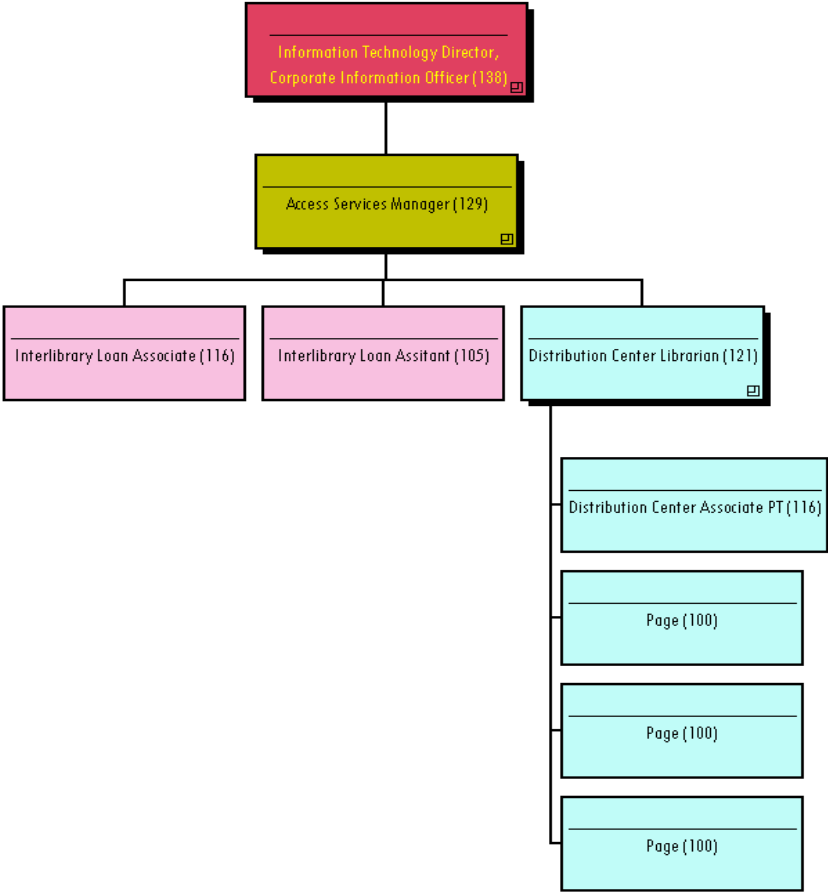 Information Technology Director,
Corporate Information Officer (138)
Access Services Manager (129)
Interlibrary Loan Associate (116)
Interlibrary Loan Assitant (105)
Distribution Center Librarian (121)
Distribution Center Associate PT (116)
Page (100)
Page (100)
Page (100)